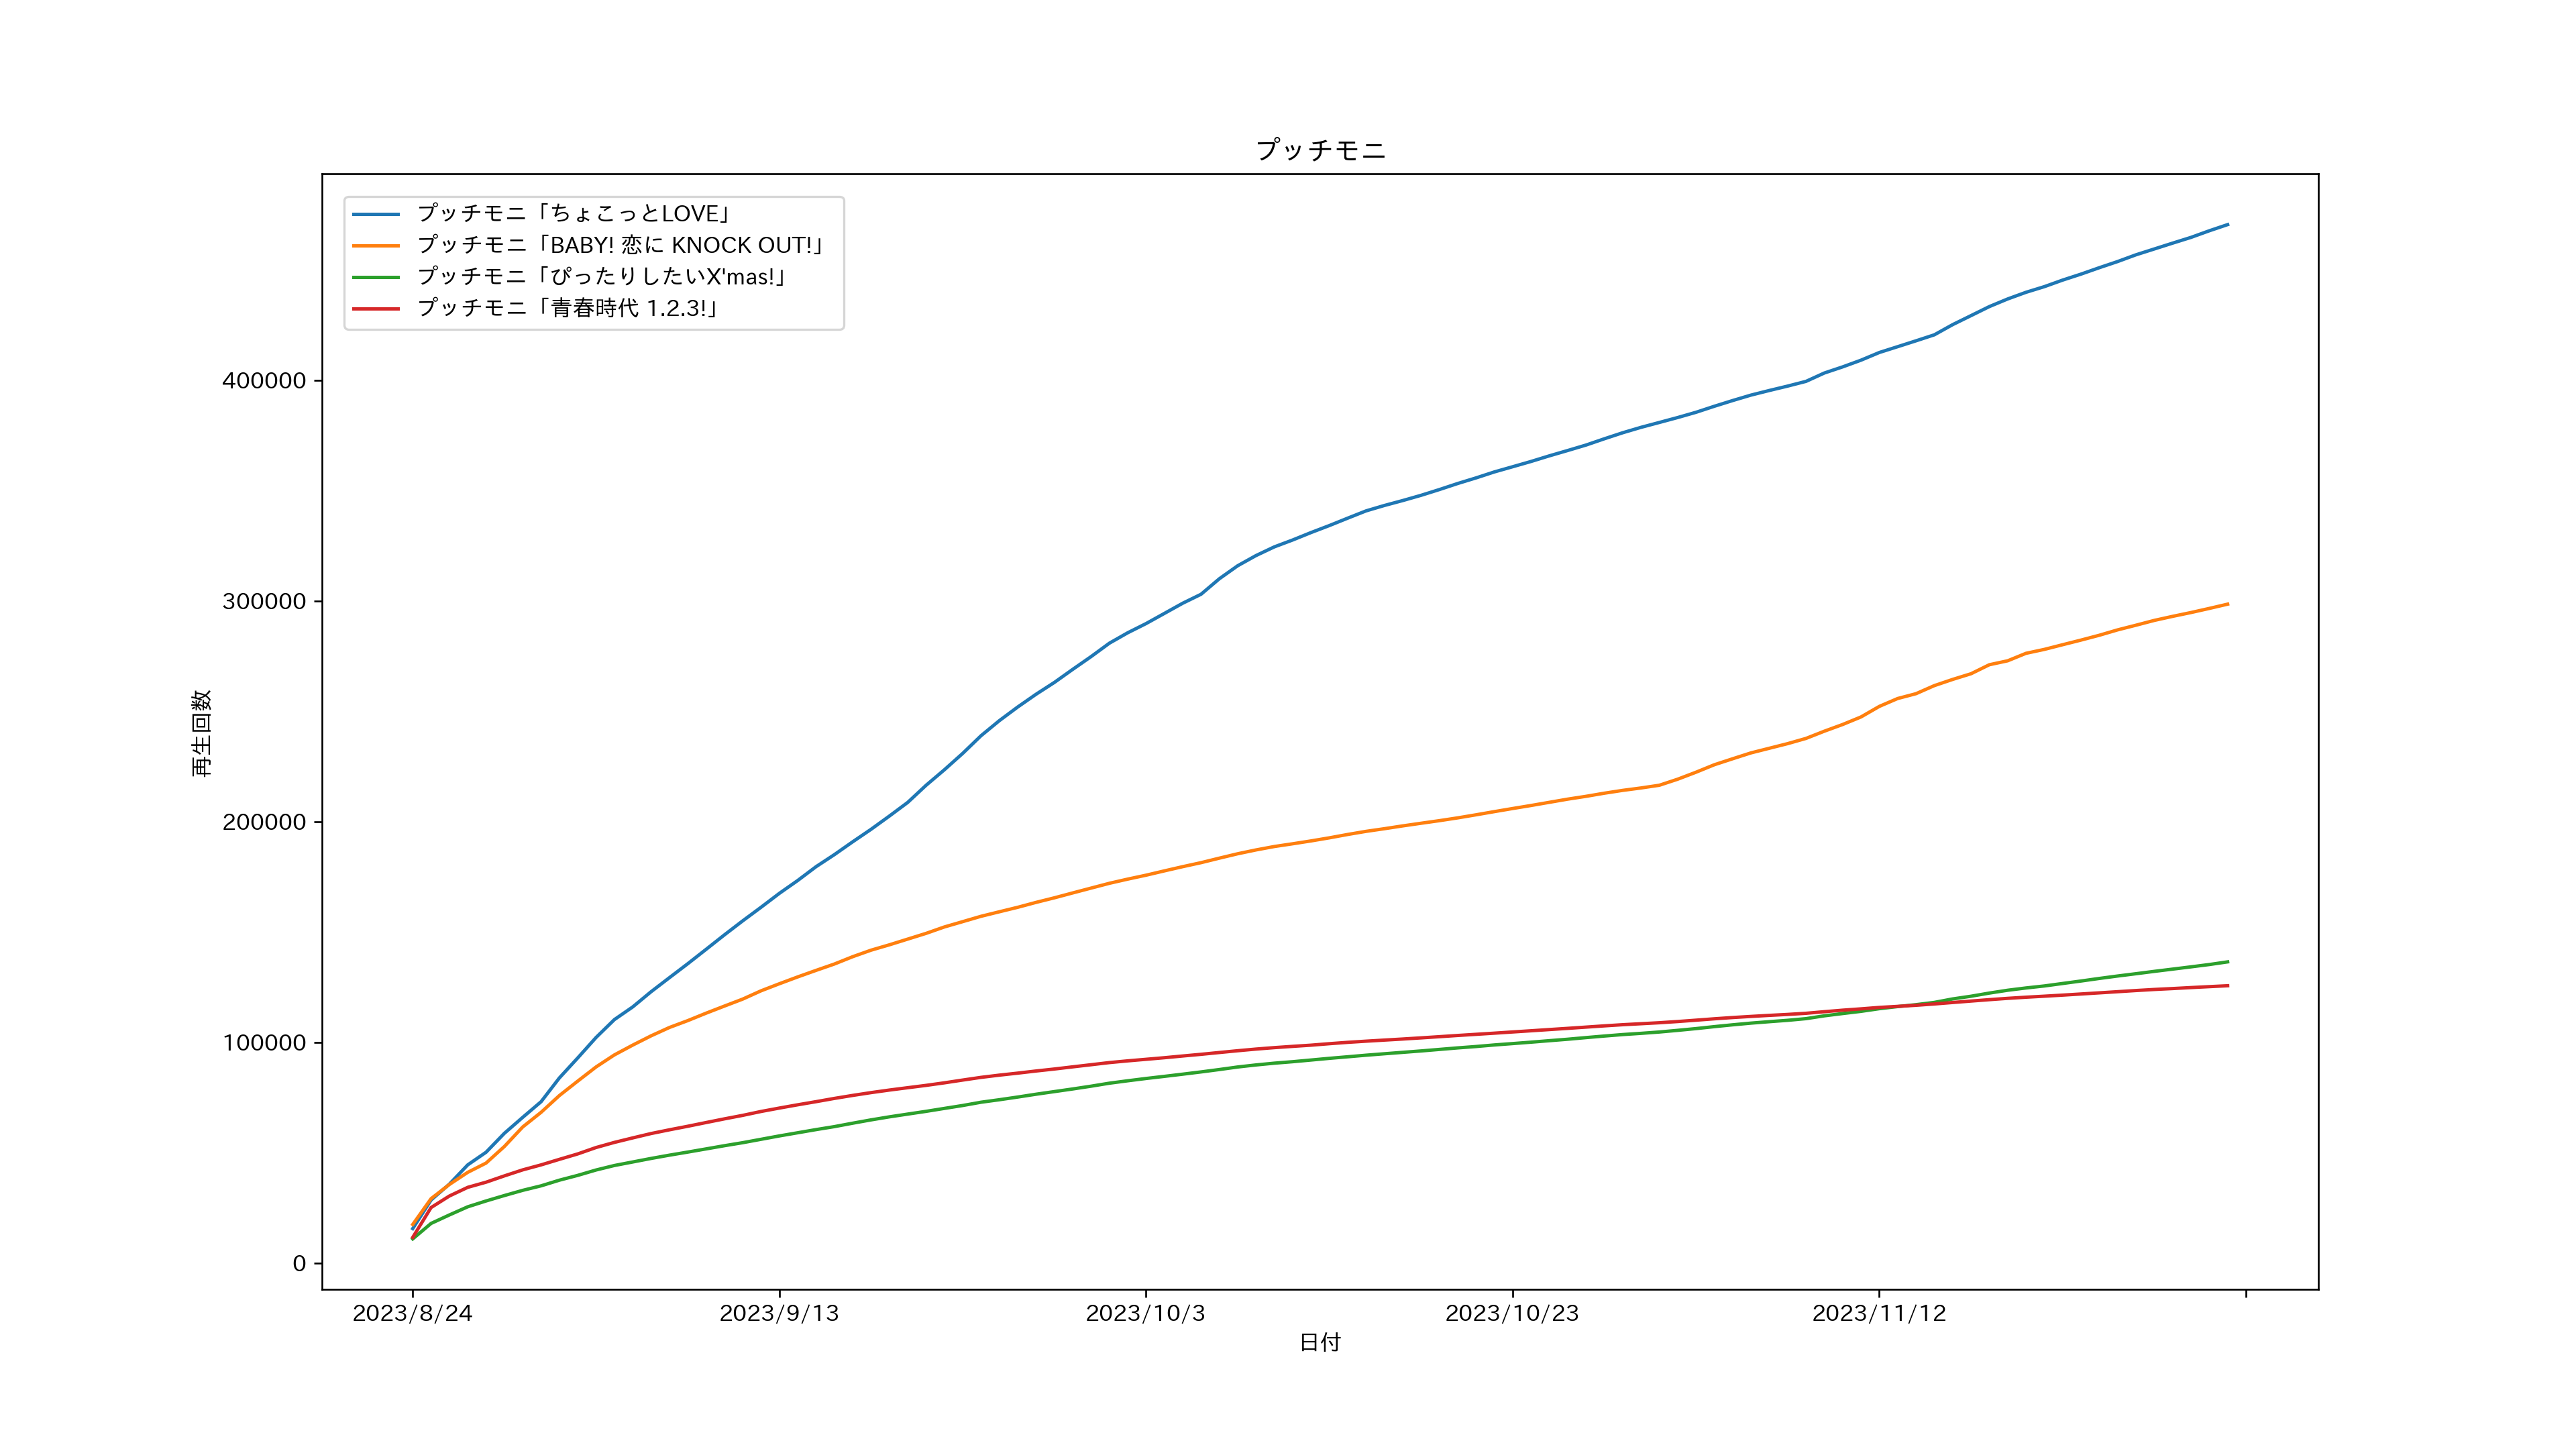 プッチモニ
プッチモニ「ちょこっとLOVE」
プッチモニ「BABY! 恋に KNOCK OUT!」
プッチモニ「ぴったりしたいX'mas!」
プッチモニ「青春時代 1.2.3!」
400000
300000
200000
100000
0
再生回数
2023/8/24
2023/9/13
2023/10/3
2023/10/23
2023/11/12
日付